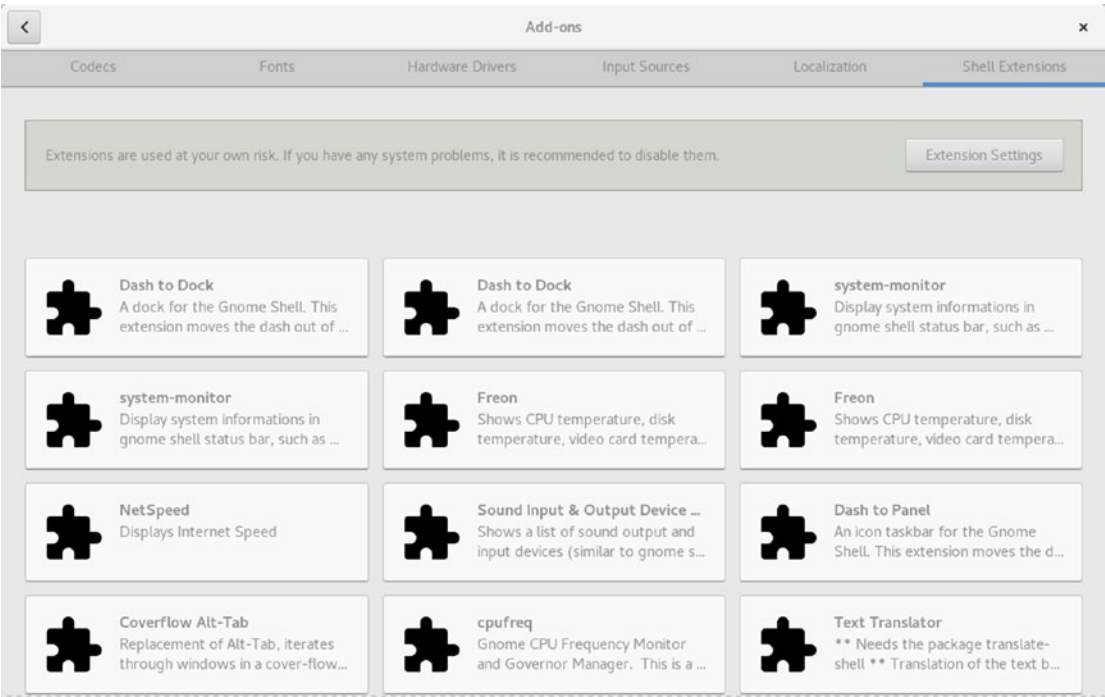 Add-ons
Codecs
Fonts
Hardware Drivers
Input Sources
Localization
Shell Extensions
Extensions are used at your own risk. If you have any system problems, it is recommended to disable them.
Extension Settings
Dash to Dock
A dock for the Gnome Shell. This
extension moves the dash out of ...
Dash to Dock
A dock for the Gnome Shell. This
extension moves the dash out of ...
system-monitor
Display system informations in
gnome shell status bar, such as ...
system-monitor
Display system informations in
gnome shell status bar, such as ...
Freon
Shows CPU temperature, disk
temperature, video card tempera...
Freon
Shows CPU temperature, disk
temperature, video card tempera...
NetSpeed
Displays Internet Speed
Sound Input & Output Device ...
Shows a list of sound output and
input devices (similar to gnome s...
Dash to Panel
An icon taskbar for the Gnome
Shell. This extension moves the d...
Coverflow Alt-Tab
Replacement of Alt-Tab, iterates
through windows in a cover-flow...
cpufreq
Gnome CPU Frequency Monitor
and Governor Manager. This is a ...
Text Translator
** Needs the package translate-
shell ** Translation of the text b...